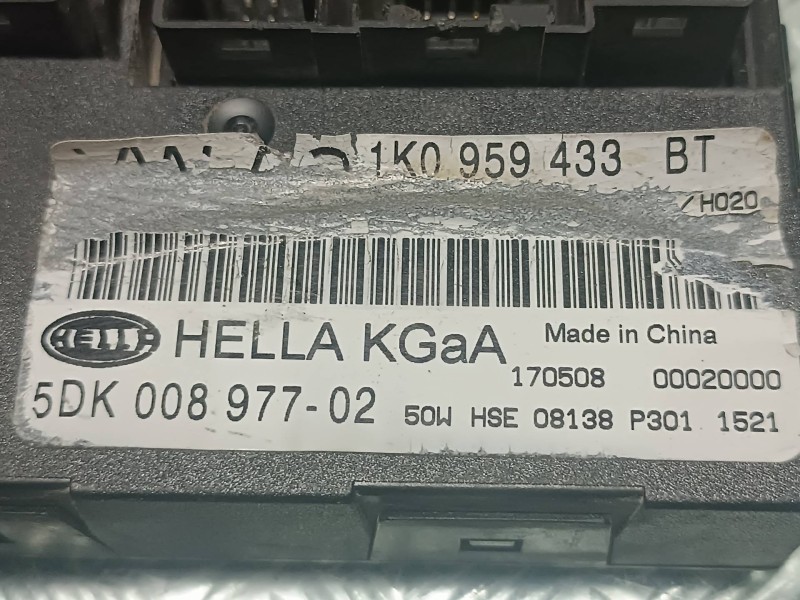 1K0 959 433 BT
/H020
HELLA HELLA KGaA Made in China
170508 00020000
5DK 008 977-02 50W HSE 08138 P301 1521